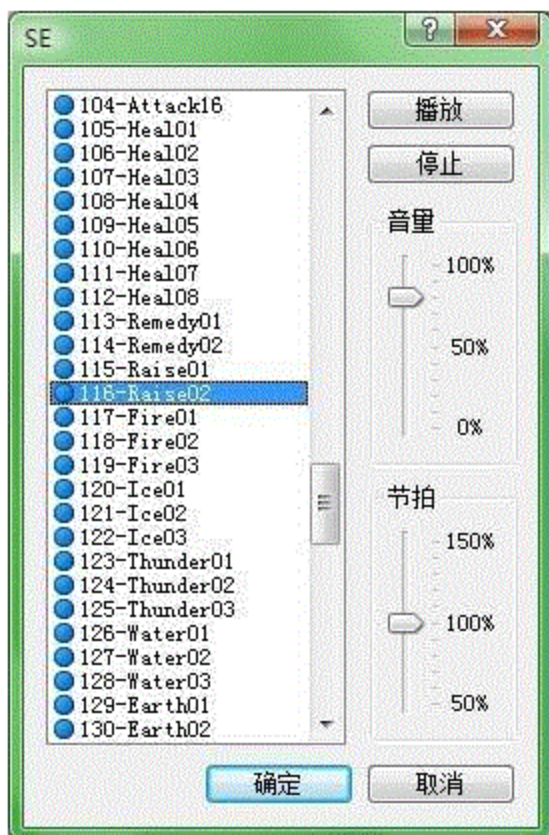 SE
104-Attack16
105-Heal01
106-Heal02
107-Heal03
108-Heal04
109-Heal05
110-Heal06
111-Heal07
112-Heal08
113-Remedy01
114-Remedy02
115-Raise01
116-Raise02
117-Fire01
118-Fire02
119-Fire03
120-Ice01
121-Ice02
122-Ice03
123-Thunder01
124-Thunder02
125-Thunder03
126-Water01
127-Water02
128-Water03
129-Earth01
130-Earth02
播放
停止
音量
100%
50%
0%
节拍
150%
100%
50%
确定
取消